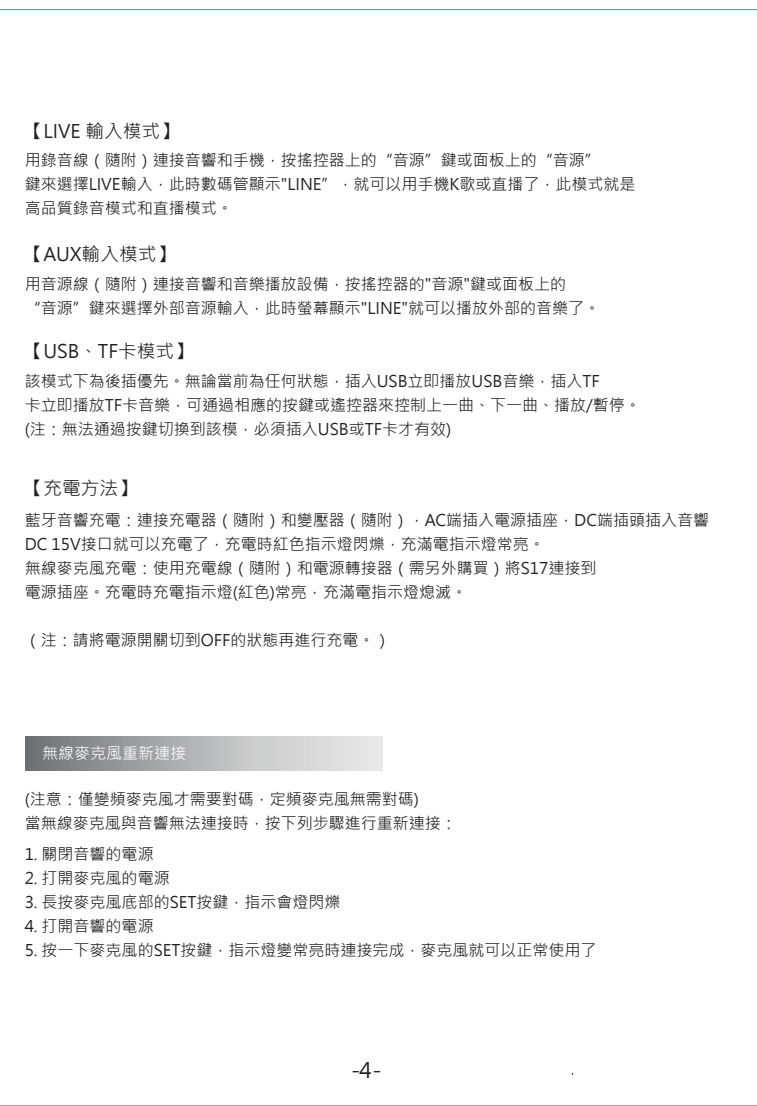 【LIVE 輸入模式】
用錄音線（隨附）連接音響和手機，按搖控器上的“音源”鍵或面板上的“音源”
鍵來選擇LIVE輸入，此時數碼管顯示"LINE”，就可以用手機K歌或直播了，此模式就是
高品質錄音模式和直播模式。
【AUX輸入模式】
用音源線（隨附）連接音響和音樂播放設備，按搖控器的"音源"鍵或面板上的
“音源”鍵來選擇外部音源輸入，此時螢幕顯示"LINE"就可以播放外部的音樂了。
【USB、TF卡模式】
該模式下為後插優先。無論當前為任何狀態，插入USB立即播放USB音樂，插入TF
卡立即播放TF卡音樂，可通過相應的按鍵或遙控器來控制上一曲、下一曲、播放/暫停。
(注：無法通過按鍵切換到該模，必須插入USB或TF卡才有效)
【充電方法】
藍牙音響充電：連接充電器（隨附）和變壓器（隨附），AC端插入電源插座，DC端插頭插入音響
DC 15V接口就可以充電了，充電時紅色指示燈閃爍，充滿電指示燈常亮。
無線麥克風充電：使用充電線（隨附）和電源轉接器（需另外購買）將S17連接到
電源插座。充電時充電指示燈(紅色)常亮，充滿電指示燈熄滅。
（注：請將電源開關切到OFF的狀態再進行充電。）
無線麥克風重新連接
(注意：僅變頻麥克風才需要對碼，定頻麥克風無需對碼)
當無線麥克風與音響無法連接時，按下列步驟進行重新連接：
1. 關閉音響的電源
2. 打開麥克風的電源
3. 長按麥克風底部的SET按鍵，指示會燈閃爍
4. 打開音響的電源
5. 按一下麥克風的SET按鍵，指示燈變常亮時連接完成，麥克風就可以正常使用了
-4-